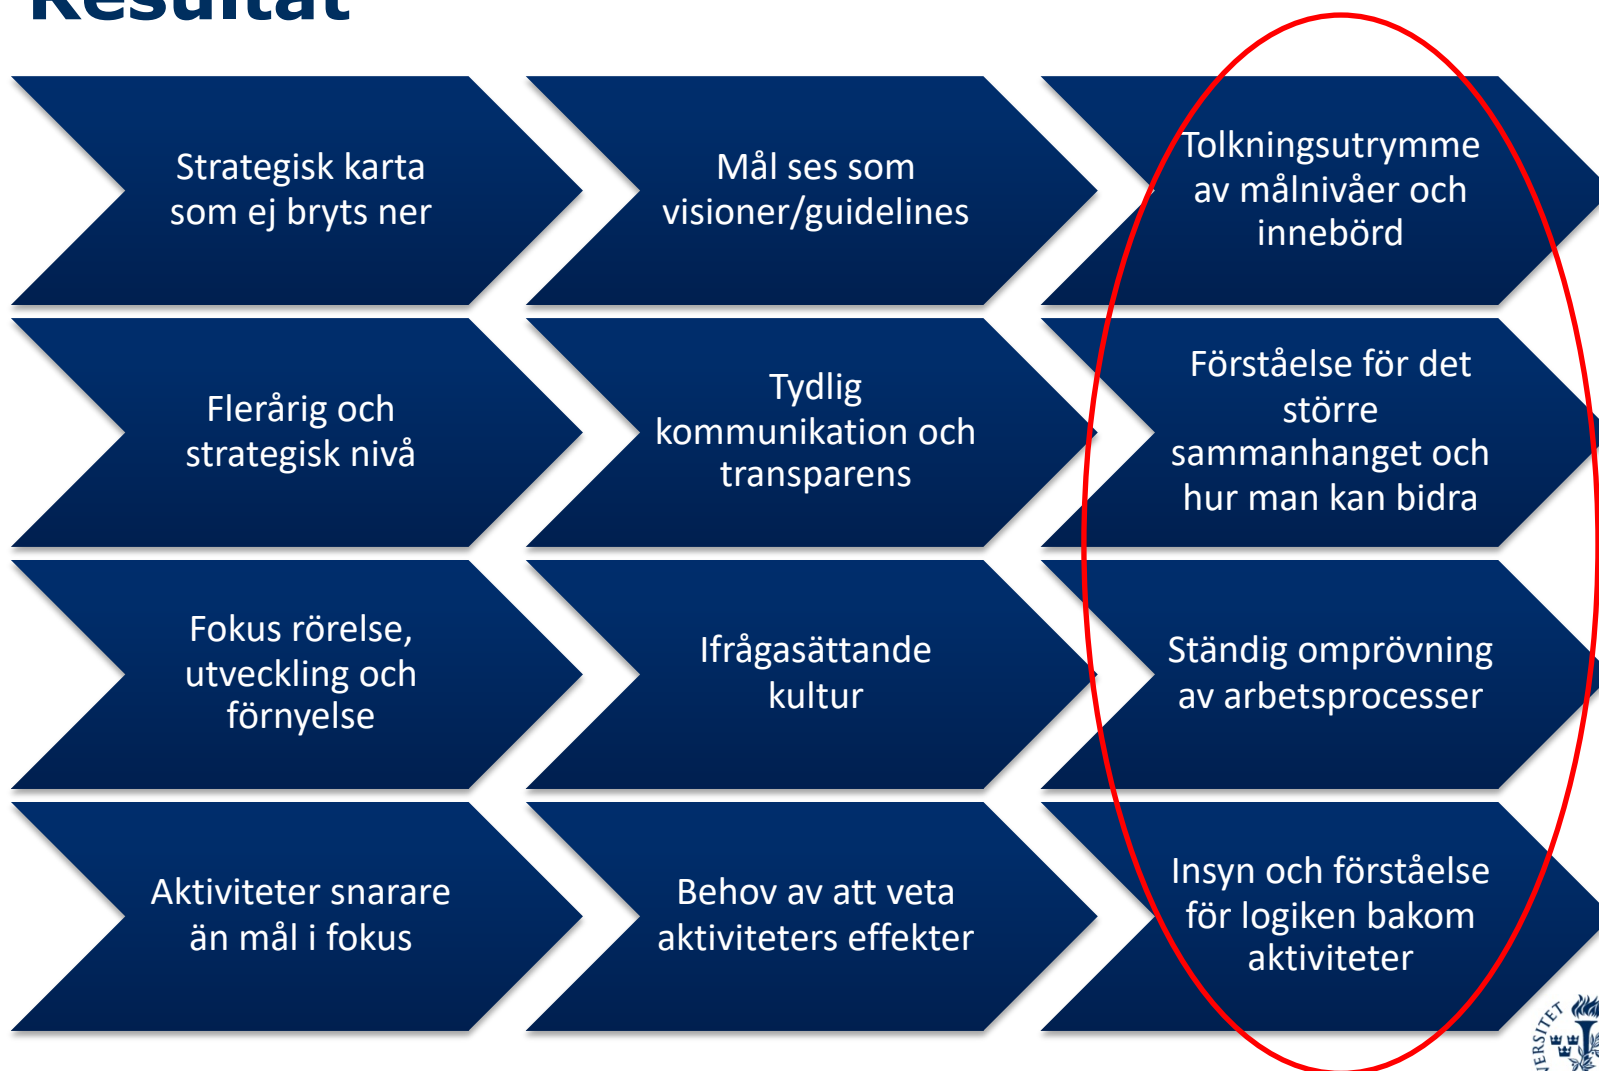 Resultat
Strategisk karta
som ej bryts ner
Mål ses som
visioner/guidelines
Tolkningsutrymme
av målnivåer och
innebörd
Flerårig och
strategisk nivå
Tydlig
kommunikation och
transparens
Förståelse för det
större
sammanhanget och
hur man kan bidra
Fokus rörelse,
utveckling och
förnyelse
Ifrågasättande
kultur
Ständig omprövning
av arbetsprocesser
Aktiviteter snarare
än mål i fokus
Behov av att veta
aktiviteters effekter
Insyn och förståelse
för logiken bakom
aktiviteter